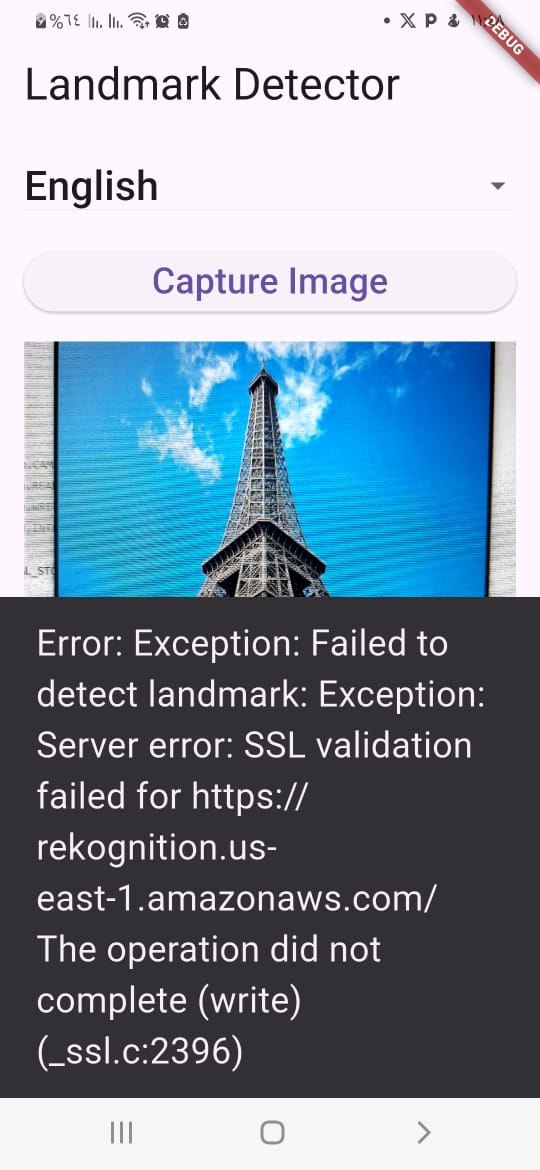 %٦٤
DEBUG
Landmark Detector
English
Capture Image
Error: Exception: Failed to
detect landmark: Exception:
Server error: SSL validation
failed for https://
rekognition.us-
east-1.amazonaws.com/
The operation did not
complete (write)
(_ssl.c:2396)